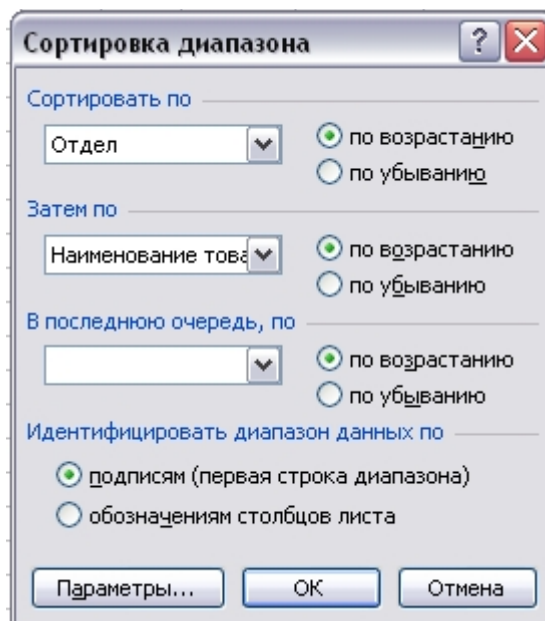 Сортировка диапазона
Сортировать по
Отдел
по возрастанию
по убыванию
Затем по
Наименование това
по возрастанию
по убыванию
В последнюю очередь, по
по возрастанию
по убыванию
Идентифицировать диапазон данных по
подписям (первая строка диапазона)
обозначениям столбцов листа
Параметры... ОК Отмена